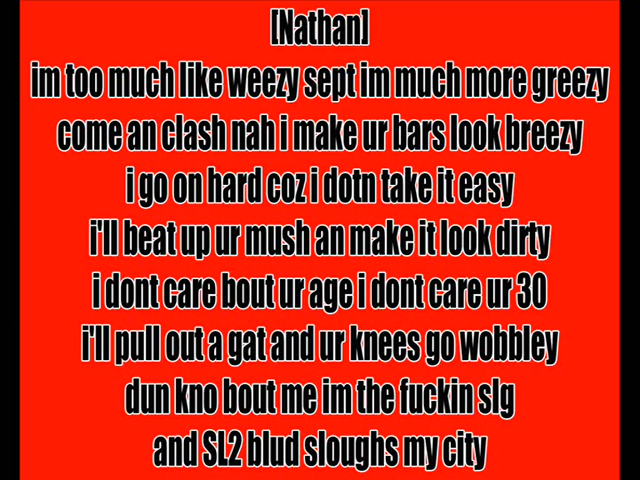 [Nathan]
im too much like weezy sept im much more greezy
come an clash nah i make ur bars look breezy
i go on hard coz i dotn take it easy
i'll beat up ur mush an make it look dirty
i dont care bout ur age i dont care ur 30
i'll pull out a gat and ur knees go wobbley
dun kno bout me im the fuckin slg
and SL2 blud sloughs my city